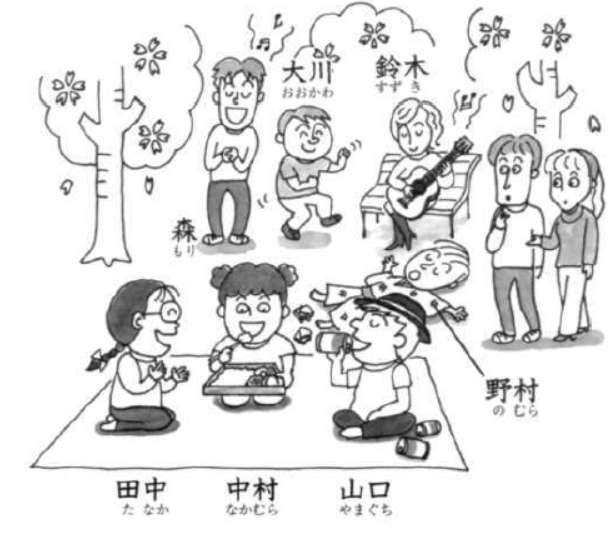 大川
おおかわ
鈴木
すずき
森
もり
野村
のむら
田中
たなか
中村
なかむら
山口
やまぐち